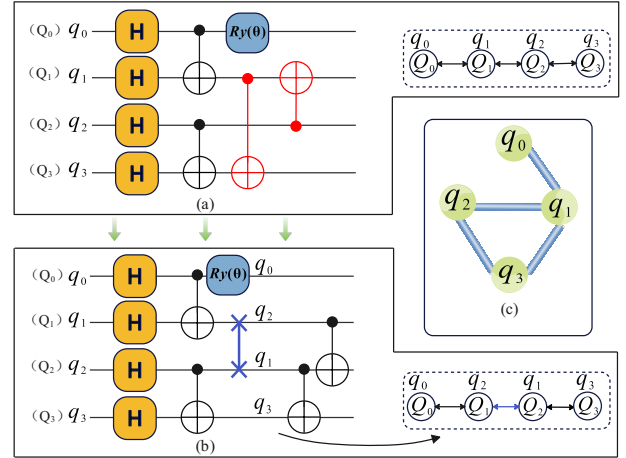 (Q₀) q₀ H Ry(θ)
(Q₁) q₁ H
(Q₂) q₂ H
(Q₃) q₃ H
(a)
q₀ q₁ q₂ q₃
Q₀ Q₁ Q₂ Q₃
q₀
q₂ q₁
q₃
(c)
(Q₀) q₀ H Ry(θ) q₀
(Q₁) q₁ H q₂
(Q₂) q₂ H q₁
(Q₃) q₃ H q₃
(b)
q₀ q₂ q₁ q₃
Q₀ Q₁ Q₂ Q₃